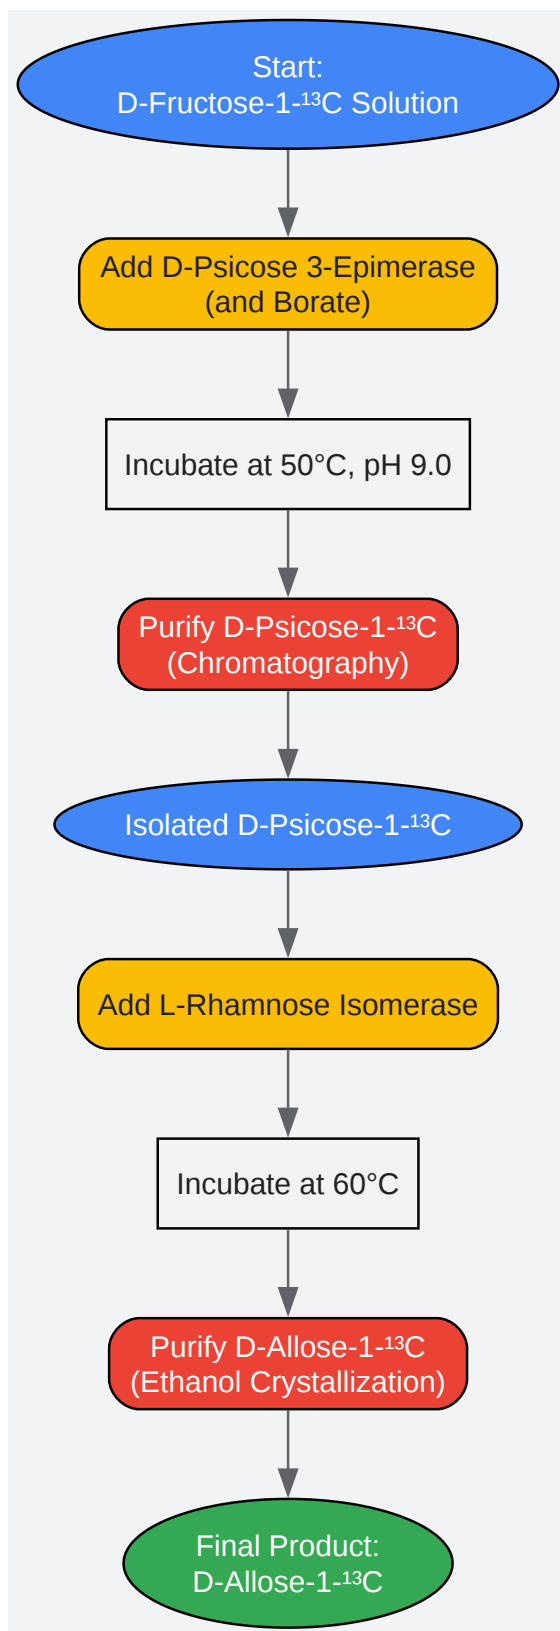 Start:
D-Fructose-1-¹³C Solution
Add D-Psicose 3-Epimerase
(and Borate)
Incubate at 50°C, pH 9.0
Purify D-Psicose-1-¹³C
(Chromatography)
Isolated D-Psicose-1-¹³C
Add L-Rhamnose Isomerase
Incubate at 60°C
Purify D-Allose-1-¹³C
(Ethanol Crystallization)
Final Product:
D-Allose-1-¹³C